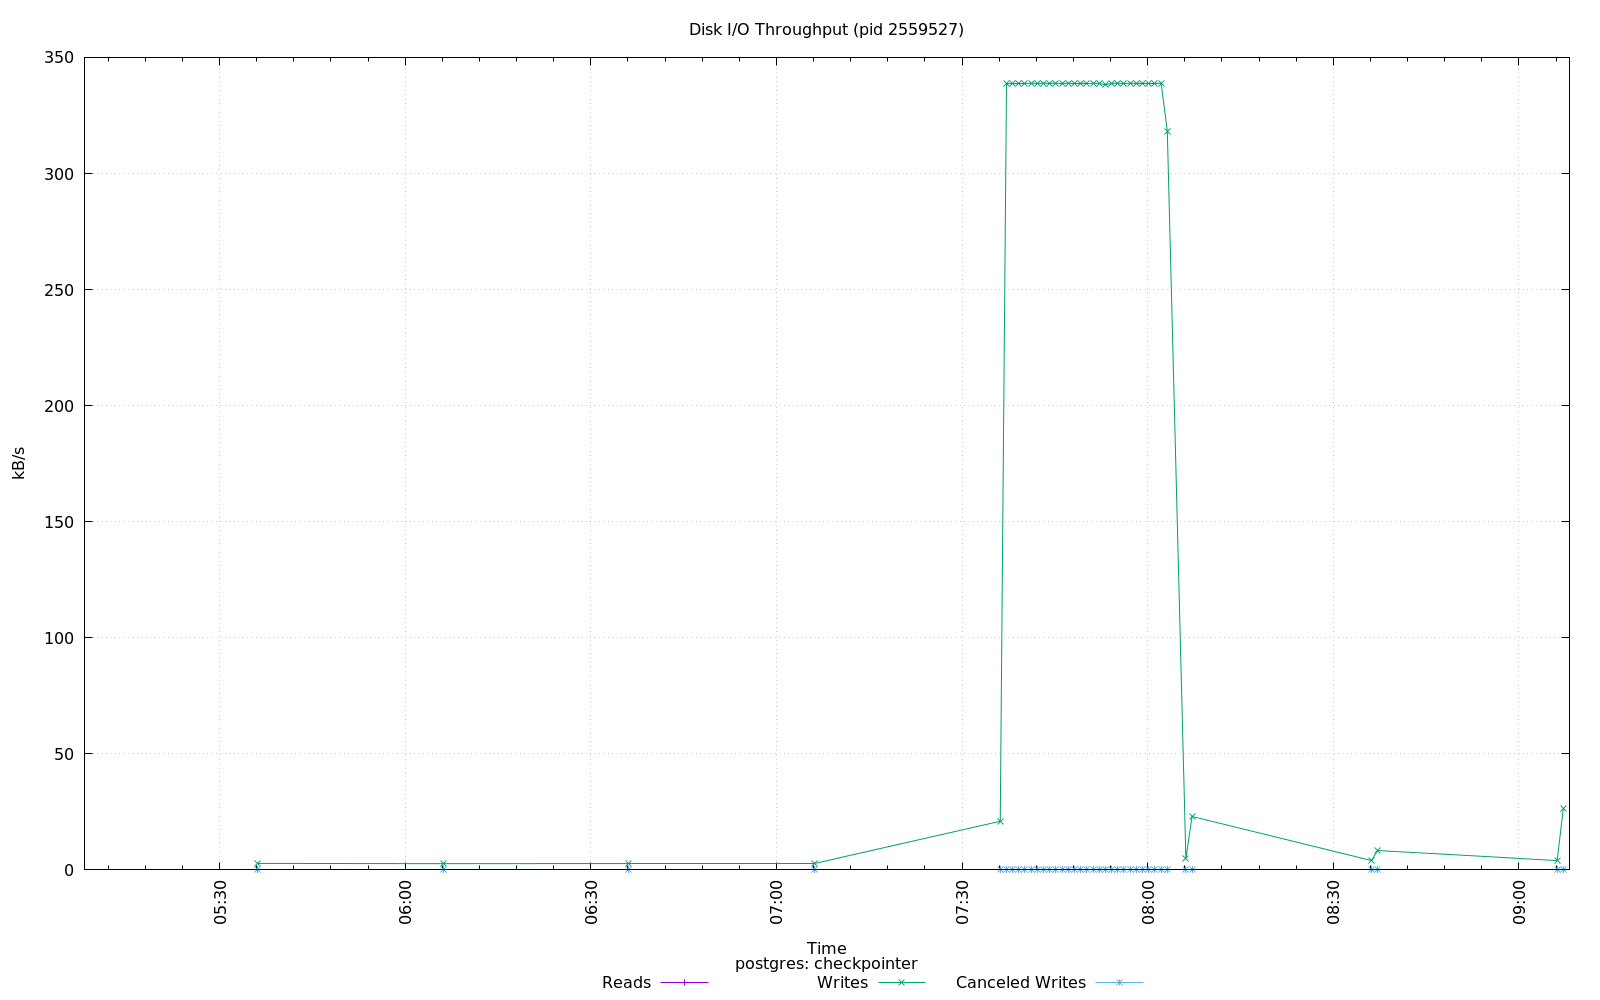 Disk I/O Throughput (pid 2559527)
350
300
250
200
150
100
50
0
kB/s
05:30
06:00
06:30
07:00
07:30
08:00
08:30
09:00
Time
postgres: checkpointer
Reads
Writes
Canceled Writes